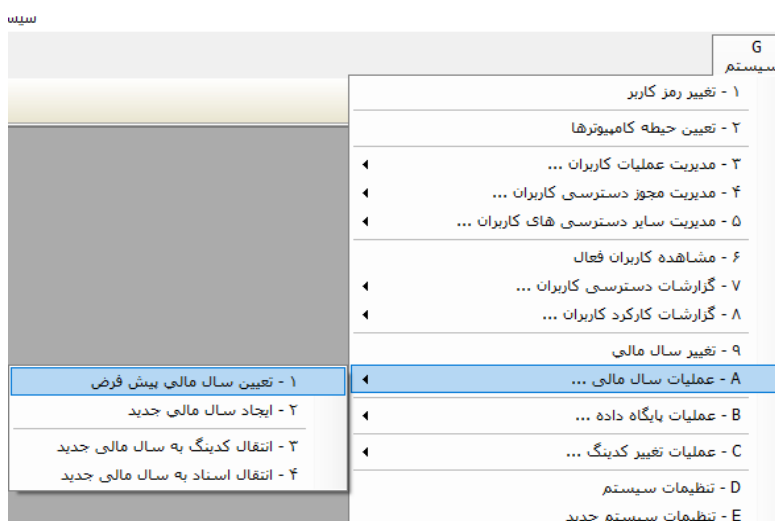 سیس
G
سیستم
۱ - تغییر رمز کاربر
۲ - تعیین حیطه کامپیوترها
۳ - مدیریت عملیات کاربران ...
۴ - مدیریت مجوز دسترسی کاربران ...
۵ - مدیریت سایر دسترسی های کاربران ...
۶ - مشاهده کاربران فعال
۷ - گزارشات دسترسی کاربران ...
۸ - گزارشات کارکرد کاربران ...
۹ - تغییر سال مالی
A - عملیات سال مالی ...
B - عملیات پایگاه داده ...
C - عملیات تغییر کدینگ ...
D - تنظیمات سیستم
E - تنظیمات سیستم جدید
۱ - تعیین سال مالی پیش فرض
۲ - ایجاد سال مالی جدید
۳ - انتقال کدینگ به سال مالی جدید
۴ - انتقال اسناد به سال مالی جدید